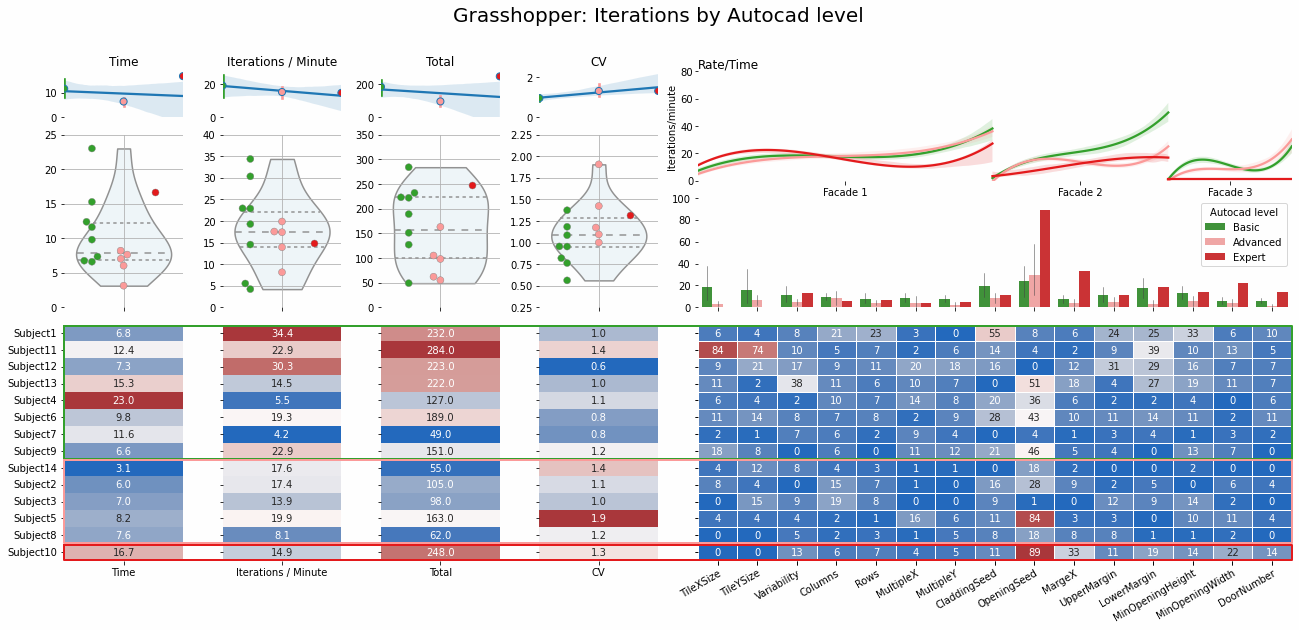 Grasshopper: Iterations by Autocad level
Time Iterations / Minute Total CV Rate/Time
10
0
20
0
200
0
2
0
80
60
40
20
0
Iterations/minute
Facade 1 Facade 2 Facade 3
25
20
15
10
5
0
40
35
30
25
20
15
10
5
0
350
300
250
200
150
100
50
0
2.25
2.00
1.75
1.50
1.25
1.00
0.75
0.50
0.25
100
80
60
40
20
0
Autocad level
Basic
Advanced
Expert
Subject1 6.8 34.4 232.0 1.0 6 4 8 21 23 3 0 55 8 6 24 25 33 6 10
Subject11 12.4 22.9 284.0 1.4 84 74 10 5 7 2 6 14 4 2 9 39 10 13 5
Subject12 7.3 30.3 223.0 0.6 9 21 17 9 11 20 18 16 0 12 31 29 16 7 7
Subject13 15.3 14.5 222.0 1.0 11 2 38 11 6 10 7 0 51 18 4 27 19 11 7
Subject4 23.0 5.5 127.0 1.1 6 4 2 10 7 14 8 20 36 6 2 2 4 0 6
Subject6 9.8 19.3 189.0 0.8 11 14 8 7 8 2 9 28 43 10 11 14 11 2 11
Subject7 11.6 4.2 49.0 0.8 2 1 7 6 2 9 4 0 4 1 3 4 1 3 2
Subject9 6.6 22.9 151.0 1.2 18 8 0 6 0 11 12 21 46 5 4 0 13 7 0
Subject14 3.1 17.6 55.0 1.4 4 12 8 4 3 1 1 0 18 2 0 0 2 0 0
Subject2 6.0 17.4 105.0 1.1 8 4 0 15 7 1 0 16 28 9 2 5 0 6 4
Subject3 7.0 13.9 98.0 1.0 0 15 9 19 8 0 0 9 1 0 12 9 14 2 0
Subject5 8.2 19.9 163.0 1.9 4 4 4 2 1 16 6 11 84 3 3 0 10 11 4
Subject8 7.6 8.1 62.0 1.2 0 0 5 2 3 1 5 8 18 8 8 1 1 2 0
Subject10 16.7 14.9 248.0 1.3 0 0 13 6 7 4 5 11 89 33 11 19 14 22 14
Time Iterations / Minute Total CV
TileXSize TileYSize Variability Columns Rows MultipleX MultipleY CladdingSeed OpeningSeed MargeX UpperMargin LowerMargin MinOpeningHeight MinOpeningWidth DoorNumber